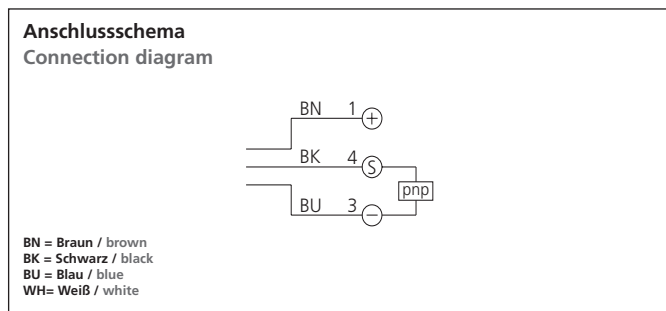 Anschlussschema
Connection diagram
BN 1 +
BK 4 S
pnp
BU 3 −
BN = Braun / brown
BK = Schwarz / black
BU = Blau / blue
WH= Weiß / white